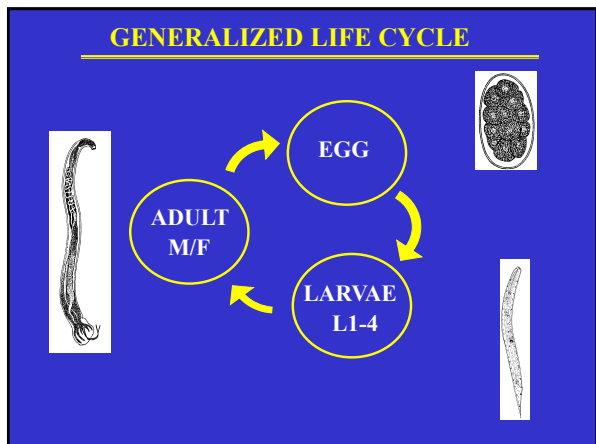 GENERALIZED LIFE CYCLE
EGG
ADULT
M/F
LARVAE
L1-4